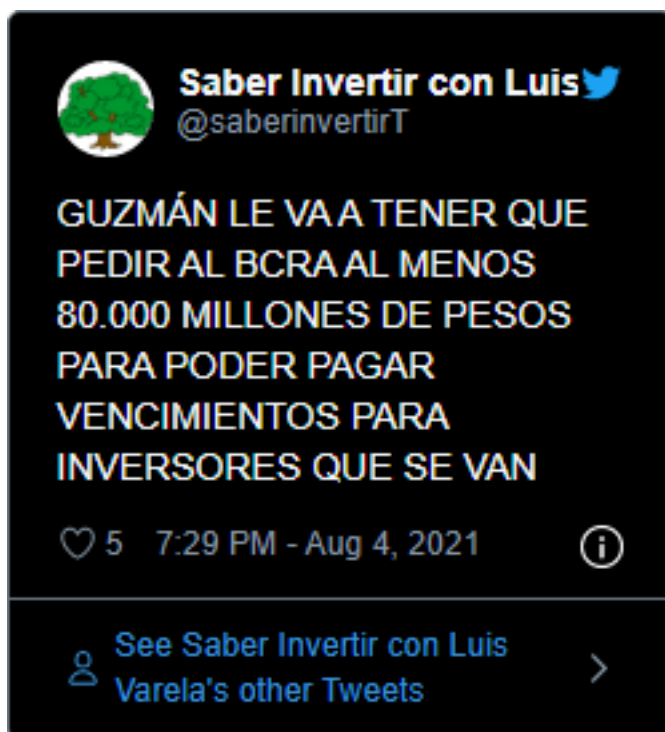 Saber Invertir con Luis
@saberinvertirT
GUZMÁN LE VA A TENER QUE
PEDIR AL BCRA AL MENOS
80.000 MILLONES DE PESOS
PARA PODER PAGAR
VENCIMIENTOS PARA
INVERSORES QUE SE VAN
5 7:29 PM - Aug 4, 2021
See Saber Invertir con Luis
Varela's other Tweets